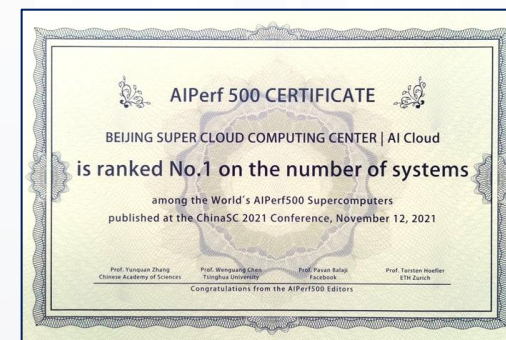 AIPerf 500 CERTIFICATE
BEIJING SUPER CLOUD COMPUTING CENTER | AI Cloud
is ranked No.1 on the number of systems
among the World's AIPerf500 Supercomputers
published at the ChinaSC 2021 Conference, November 12, 2021
Prof. Yunquan Zhang Prof. Wenguang Chen Prof. Pavan Balaji Prof. Torsten Hoefler
Chinese Academy of Sciences Tsinghua University Facebook ETH Zurich
Congratulations from the AIPerf500 Editors